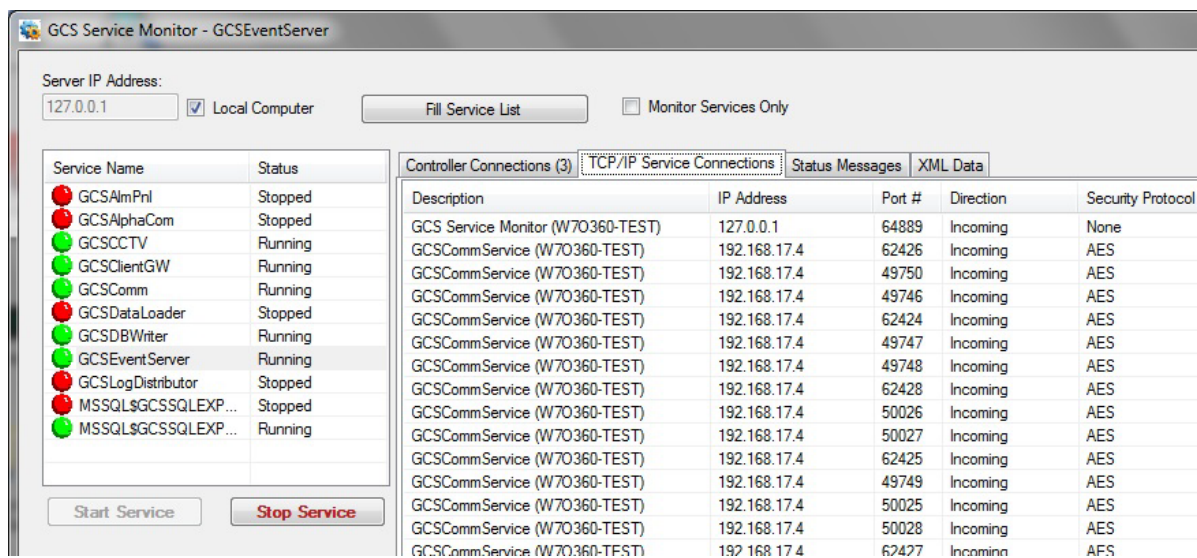 GCS Service Monitor - GCSEventServer
Server IP Address:
127.0.0.1
Local Computer
Fill Service List
Monitor Services Only
Service Name Status
GCSAlmPnl Stopped
GCSAlphaCom Stopped
GCSCCTV Running
GCSClientGW Running
GCSComm Running
GCSDataLoader Stopped
GCSDBWriter Running
GCSEventServer Running
GCSLogDistributor Stopped
MSSQL$GCSSQLEXP... Stopped
MSSQL$GCSSQLEXP... Running
Start Service
Stop Service
Controller Connections (3) TCP/IP Service Connections Status Messages XML Data
Description IP Address Port # Direction Security Protocol
GCS Service Monitor (W7O360-TEST) 127.0.0.1 64889 Incoming None
GCSCommService (W7O360-TEST) 192.168.17.4 62426 Incoming AES
GCSCommService (W7O360-TEST) 192.168.17.4 49750 Incoming AES
GCSCommService (W7O360-TEST) 192.168.17.4 49746 Incoming AES
GCSCommService (W7O360-TEST) 192.168.17.4 62424 Incoming AES
GCSCommService (W7O360-TEST) 192.168.17.4 49747 Incoming AES
GCSCommService (W7O360-TEST) 192.168.17.4 49748 Incoming AES
GCSCommService (W7O360-TEST) 192.168.17.4 62428 Incoming AES
GCSCommService (W7O360-TEST) 192.168.17.4 50026 Incoming AES
GCSCommService (W7O360-TEST) 192.168.17.4 50027 Incoming AES
GCSCommService (W7O360-TEST) 192.168.17.4 62425 Incoming AES
GCSCommService (W7O360-TEST) 192.168.17.4 49749 Incoming AES
GCSCommService (W7O360-TEST) 192.168.17.4 50025 Incoming AES
GCSCommService (W7O360-TEST) 192.168.17.4 50028 Incoming AES
GCSCommService (W7O360-TEST) 192.168.17.4 62427 Incoming AES